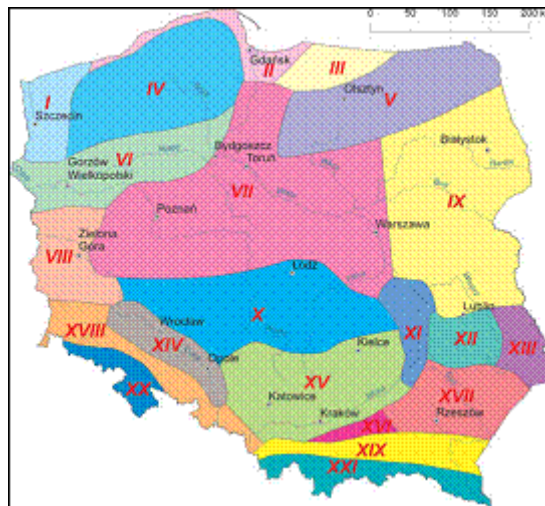 0 50 100 150 200 k
Gdańsk
II
III
I
IV
Olsztyn
V
Szczecin
Bydgoszcz
Toruń
Białystok
VI
Gorzów
Wielkopolski
VII
IX
Poznań
Warszawa
Zielona
Góra
VIII
Łódź
Lublin
X
XI
XII
XIII
Wrocław
XVIII
XIV
Opole
Kielce
XX
XV
XVII
Katowice
Kraków
XVI
Rzeszów
XIX
XXI